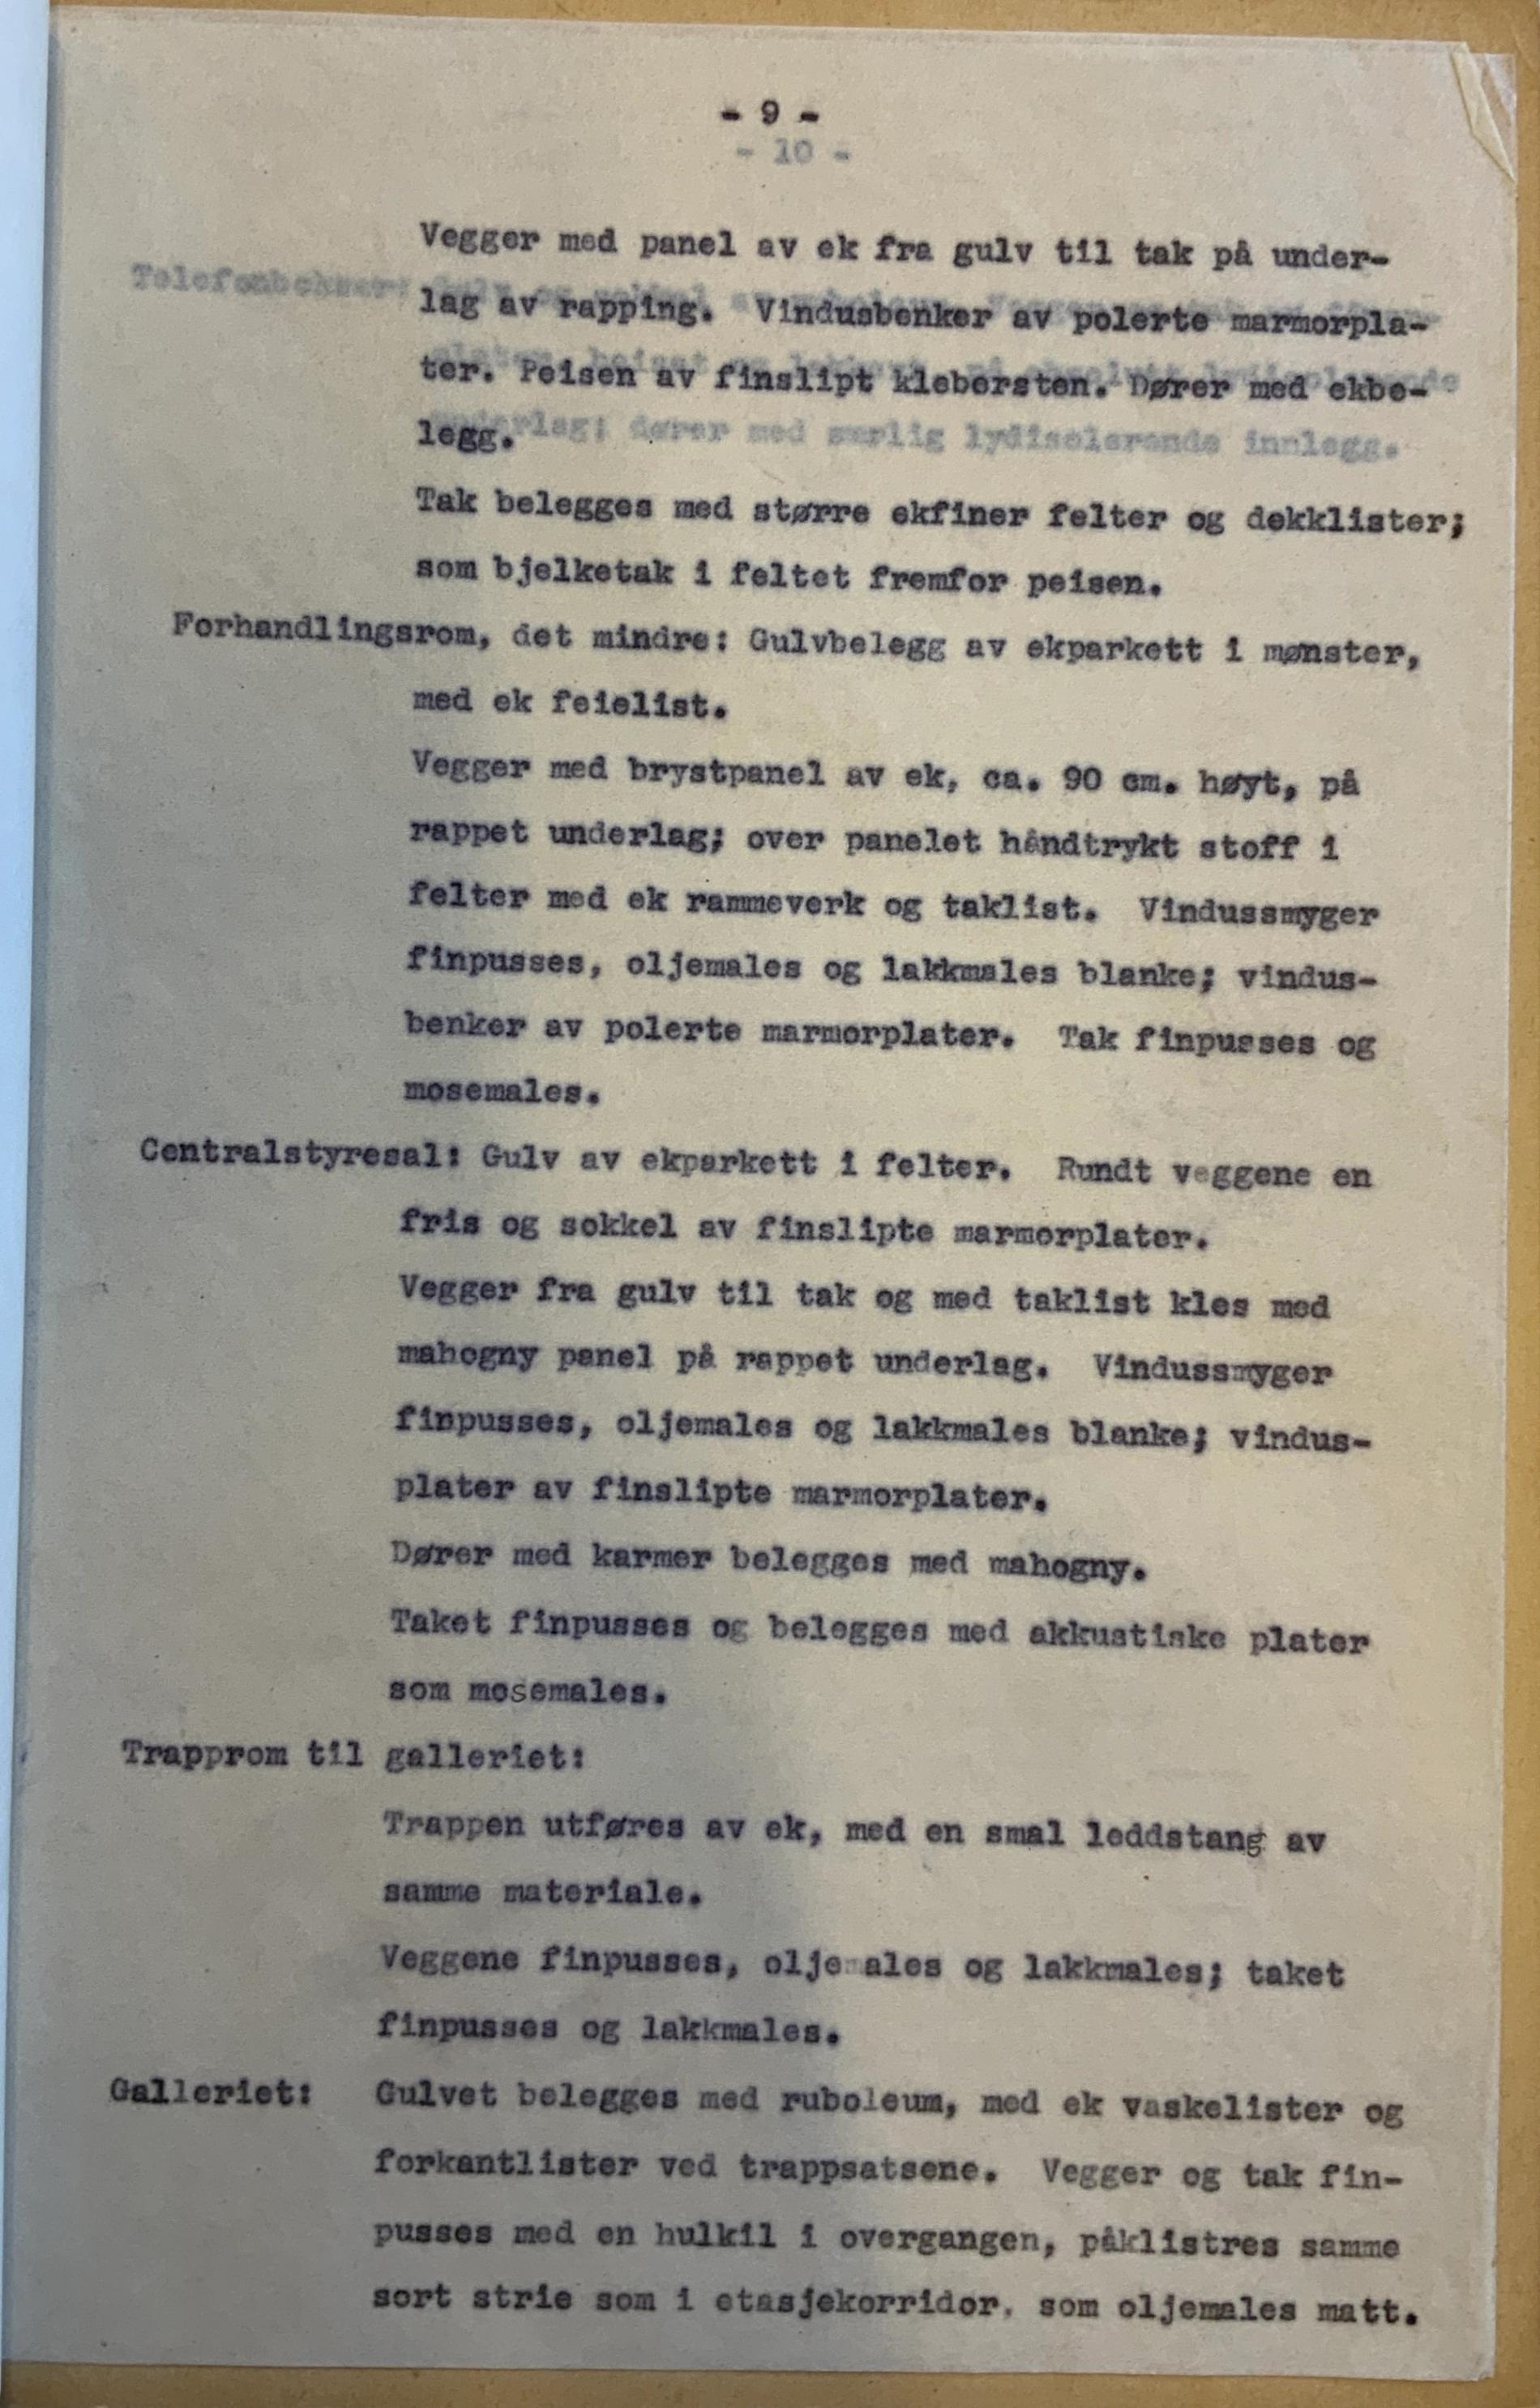 - 9 -
- 10 -
Vegger med panel av ek fra gulv til tak på under-
Telefonbokser:
lag av rapping. Vindusbenker av polerte marmorpla-
ter. Peisen av finslipt klebersten. Dører med ekbe-
legg.
underlag; dører med særlig lydisolerende innlegg.
Tak belegges med større ekfiner felter og dekklister;
som bjelketak i feltet fremfor peisen.
Forhandlingsrom, det mindre: Gulvbelegg av ekparkett i mønster,
med ek feielist.
Vegger med brystpanel av ek, ca. 90 cm. høyt, på
rappet underlag; over panelet håndtrykt stoff i
felter med ek rammeverk og taklist. Vindussmyger
finpusses, oljemales og lakkmales blanke; vindus-
benker av polerte marmorplater. Tak finpusses og
mosemales.
Centralstyresal: Gulv av ekparkett i felter. Rundt veggene en
fris og sokkel av finslipte marmorplater.
Vegger fra gulv til tak og med taklist kles med
mahogny panel på rappet underlag. Vindussmyger
finpusses, oljemales og lakkmales blanke; vindus-
plater av finslipte marmorplater.
Dører med karmer belegges med mahogny.
Taket finpusses og belegges med akkustiske plater
som mosemales.
Trapprom til galleriet:
Trappen utføres av ek, med en smal leddstang av
samme materiale.
Veggene finpusses, oljemales og lakkmales; taket
finpusses og lakkmales.
Galleriet: Gulvet belegges med ruboleum, med ek vaskelister og
forkantlister ved trappsatsene. Vegger og tak fin-
pusses med en hulkil i overgangen, påklistres samme
sort strie som i etasjekorridor, som oljemales matt.